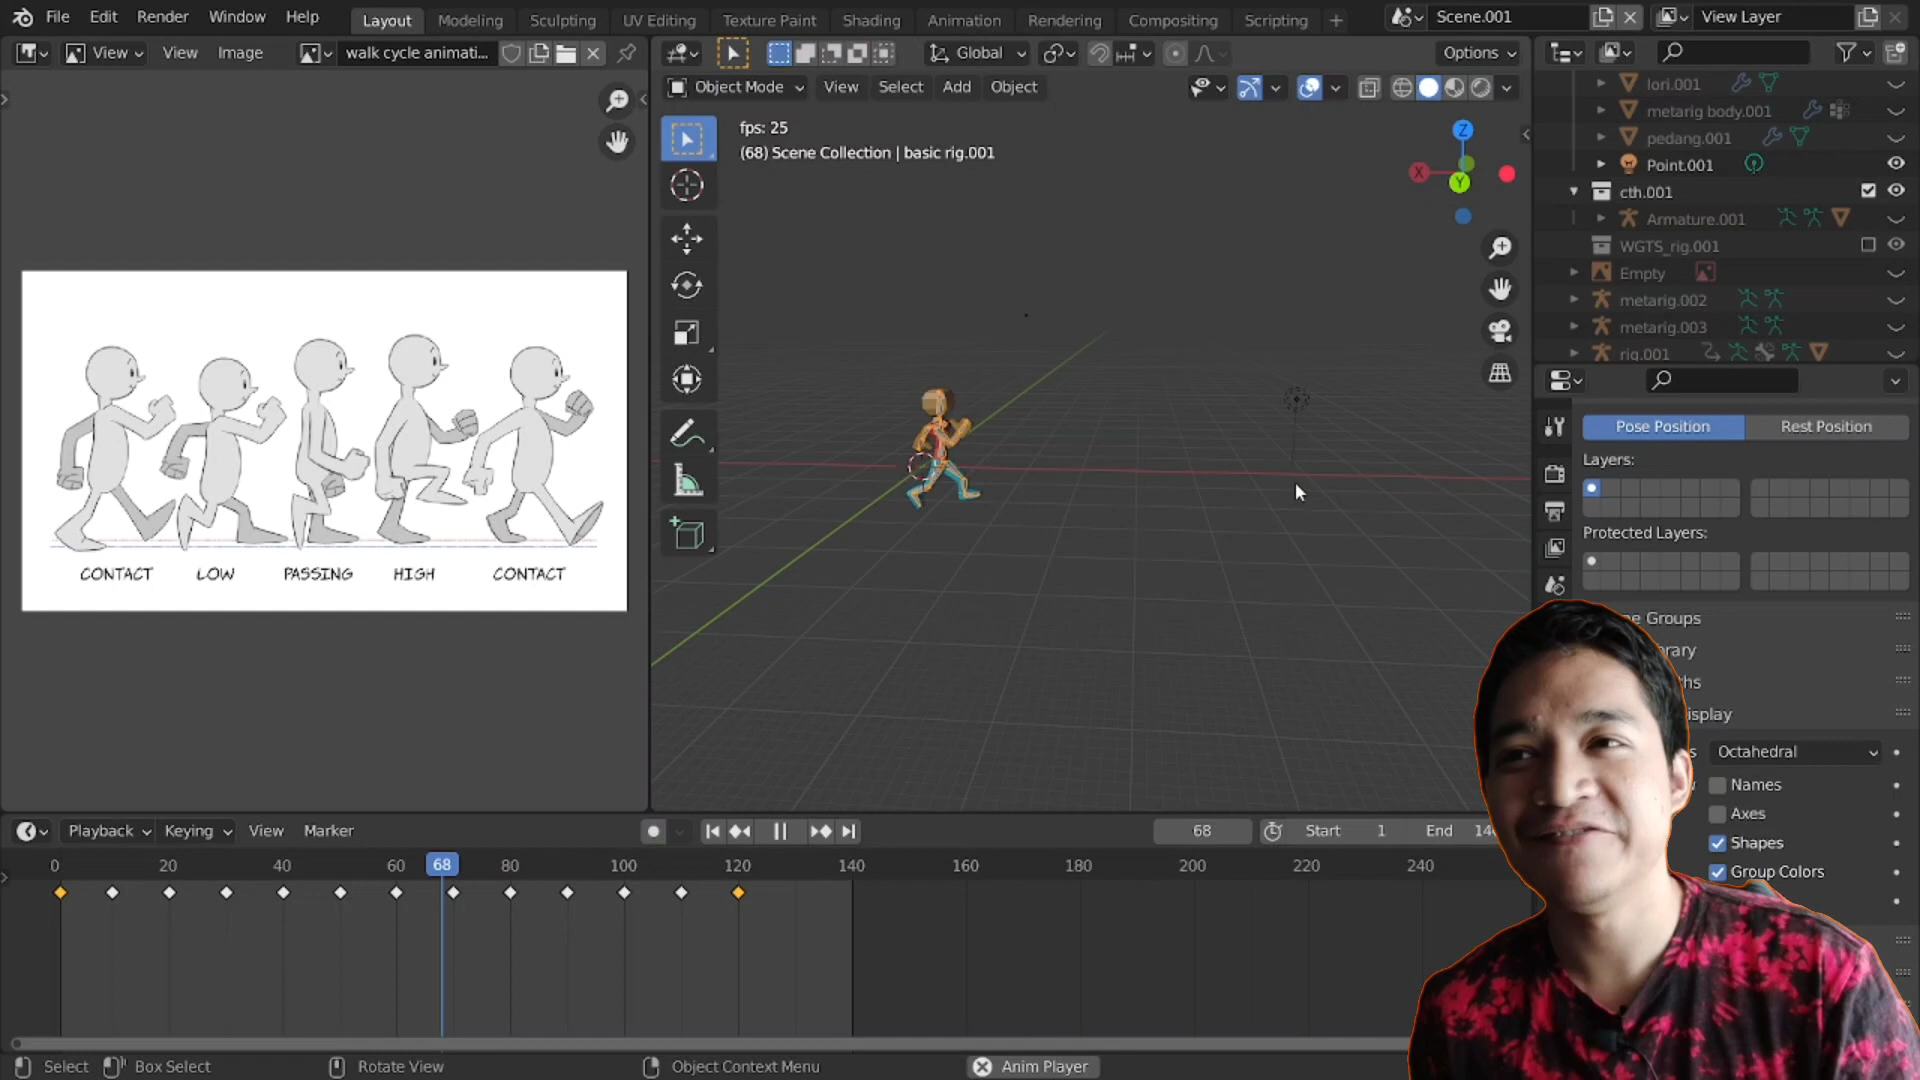 File Edit Render Window Help Layout Modeling Sculpting UV Editing Texture Paint Shading Animation Rendering Compositing Scripting + Scene.001 View Layer
View View Image walk cycle animati... Global Options
Object Mode View Select Add Object
fps: 25
(68) Scene Collection | basic rig.001
Z
X
Y
CONTACT LOW PASSING HIGH CONTACT
lori.001
metarig body.001
pedang.001
Point.001
cth.001
Armature.001
WGTS_rig.001
Empty
metarig.002
metarig.003
rig.001
Pose Position Rest Position
Layers:
Protected Layers:
Groups
Octahedral
Names
Axes
Shapes
Group Colors
Playback Keying View Marker 68 Start 1 End
0 20 40 60 68 80 100 120 140 160 180 200 220 240
Select Box Select Rotate View Object Context Menu Anim Player